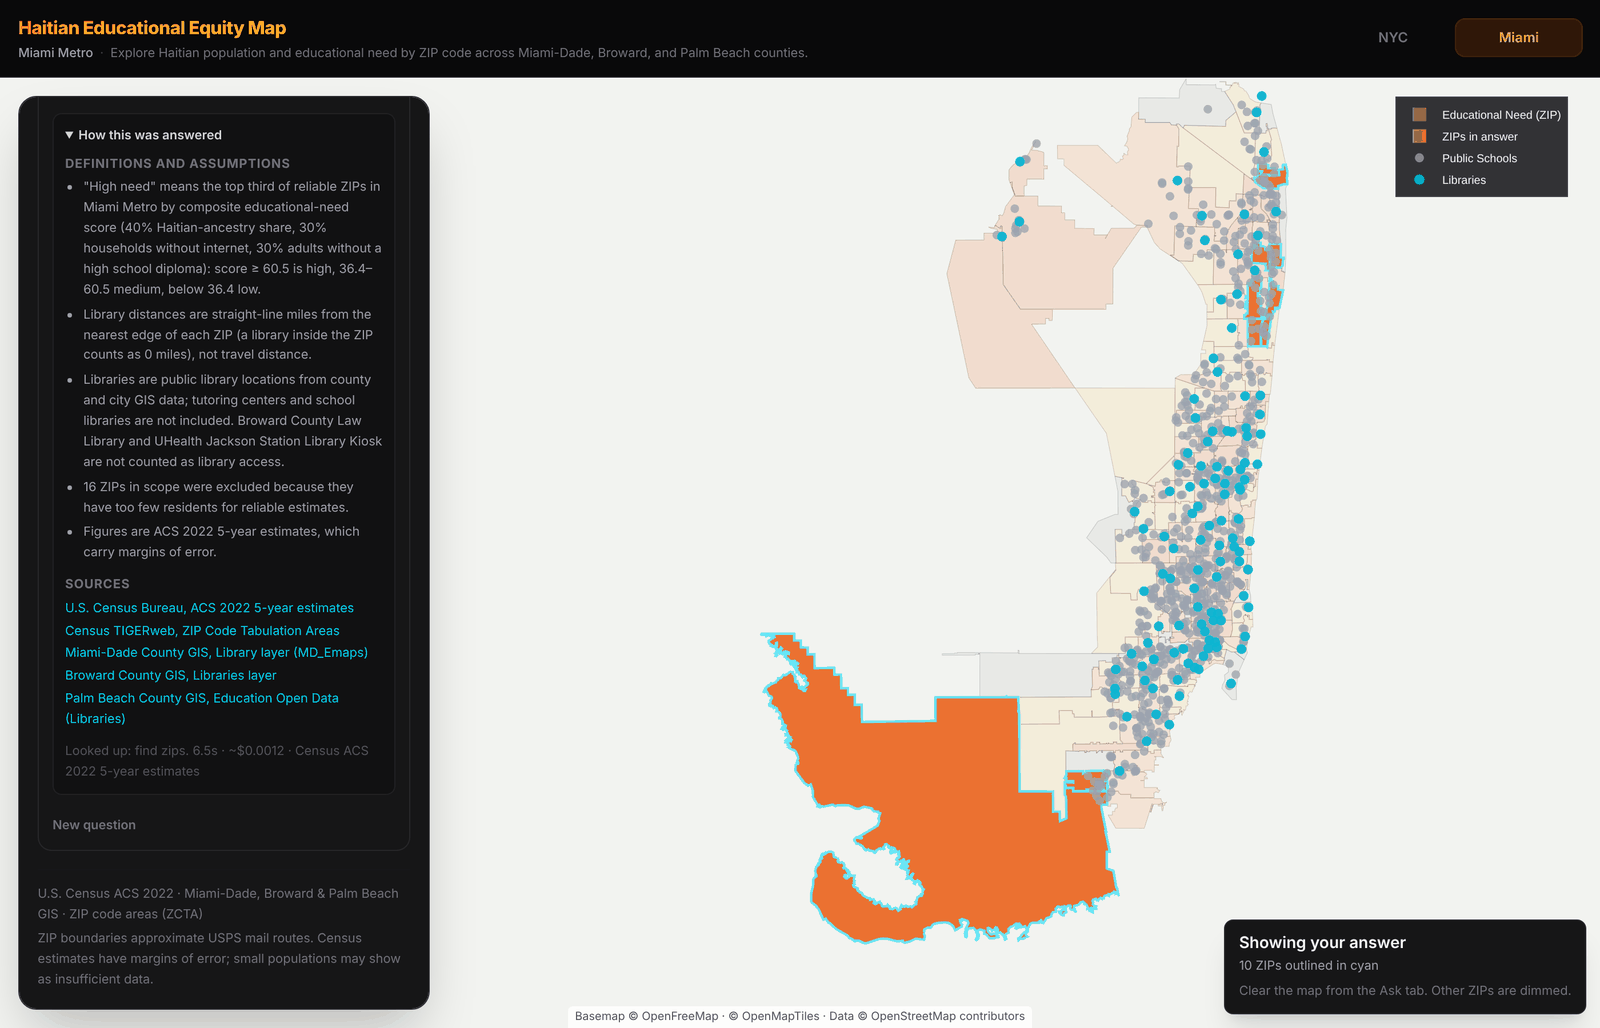 Haitian Educational Equity Map
Miami Metro · Explore Haitian population and educational need by ZIP code across Miami-Dade, Broward, and Palm Beach counties.
NYC
Miami
▼ How this was answered
DEFINITIONS AND ASSUMPTIONS
• "High need" means the top third of reliable ZIPs in
Miami Metro by composite educational-need
score (40% Haitian-ancestry share, 30%
households without internet, 30% adults without a
high school diploma): score ≥ 60.5 is high, 36.4–
60.5 medium, below 36.4 low.
• Library distances are straight-line miles from the
nearest edge of each ZIP (a library inside the ZIP
counts as 0 miles), not travel distance.
• Libraries are public library locations from county
and city GIS data; tutoring centers and school
libraries are not included. Broward County Law
Library and UHealth Jackson Station Library Kiosk
are not counted as library access.
• 16 ZIPs in scope were excluded because they
have too few residents for reliable estimates.
• Figures are ACS 2022 5-year estimates, which
carry margins of error.
SOURCES
U.S. Census Bureau, ACS 2022 5-year estimates
Census TIGERweb, ZIP Code Tabulation Areas
Miami-Dade County GIS, Library layer (MD_Emaps)
Broward County GIS, Libraries layer
Palm Beach County GIS, Education Open Data
(Libraries)
Looked up: find zips. 6.5s · ~$0.0012 · Census ACS
2022 5-year estimates
New question
U.S. Census ACS 2022 · Miami-Dade, Broward & Palm Beach
GIS · ZIP code areas (ZCTA)
ZIP boundaries approximate USPS mail routes. Census
estimates have margins of error; small populations may show
as insufficient data.
Educational Need (ZIP)
ZIPs in answer
Public Schools
Libraries
Showing your answer
10 ZIPs outlined in cyan
Clear the map from the Ask tab. Other ZIPs are dimmed.
Basemap © OpenFreeMap · © OpenMapTiles · Data © OpenStreetMap contributors